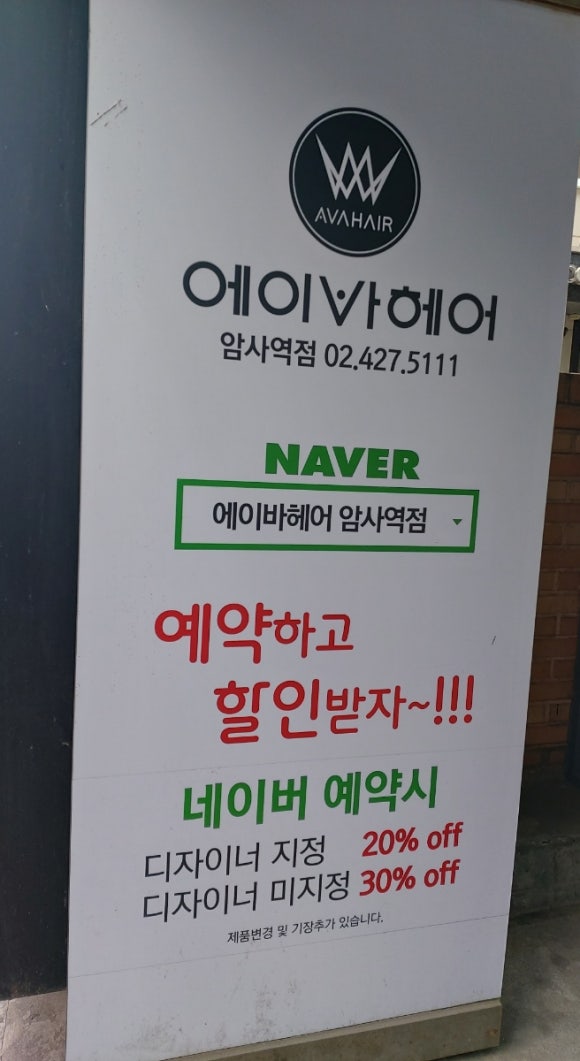 AVAHAIR
에이바헤어
암사역점 02.427.5111
NAVER
에이바헤어 암사역점
예약하고
할인받자~!!!
네이버 예약시
디자이너 지정 20% off
디자이너 미지정 30% off
제품변경 및 기장추가 있습니다.